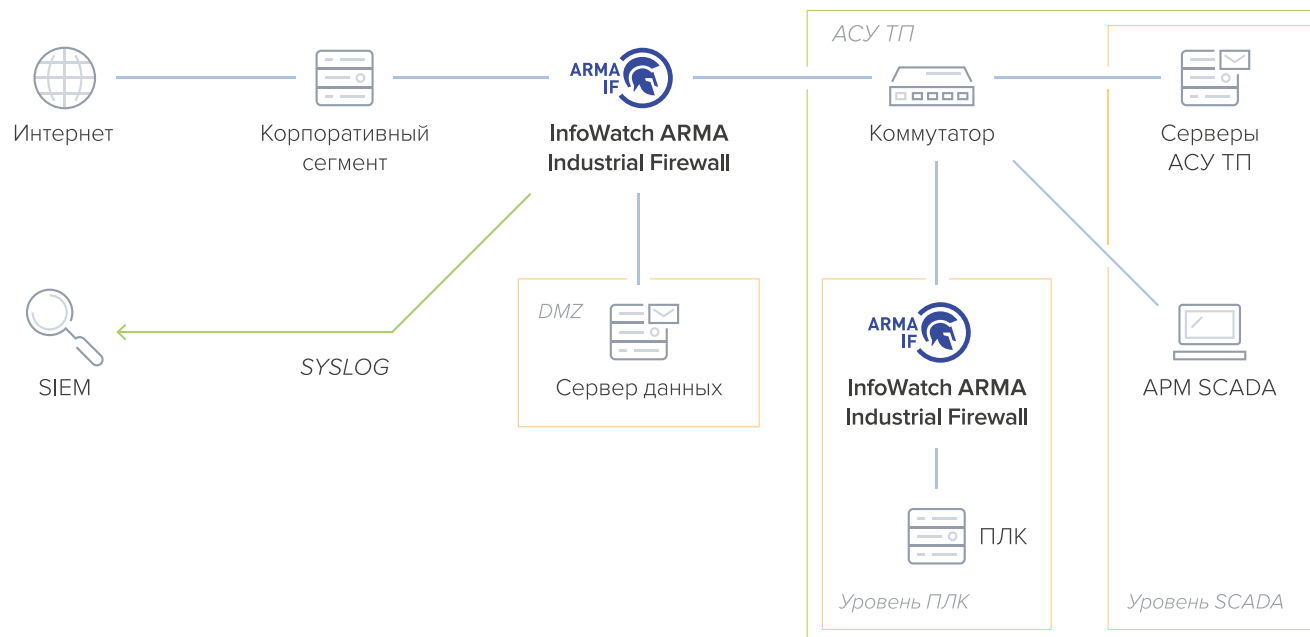 АСУ ТП
ARMA
IF
Интернет
Корпоративный
сегмент
InfoWatch ARMA
Industrial Firewall
Коммутатор
Серверы
АСУ ТП
SIEM
SYSLOG
DMZ
Сервер данных
ARMA
IF
InfoWatch ARMA
Industrial Firewall
АРМ SCADA
ПЛК
Уровень ПЛК
Уровень SCADA